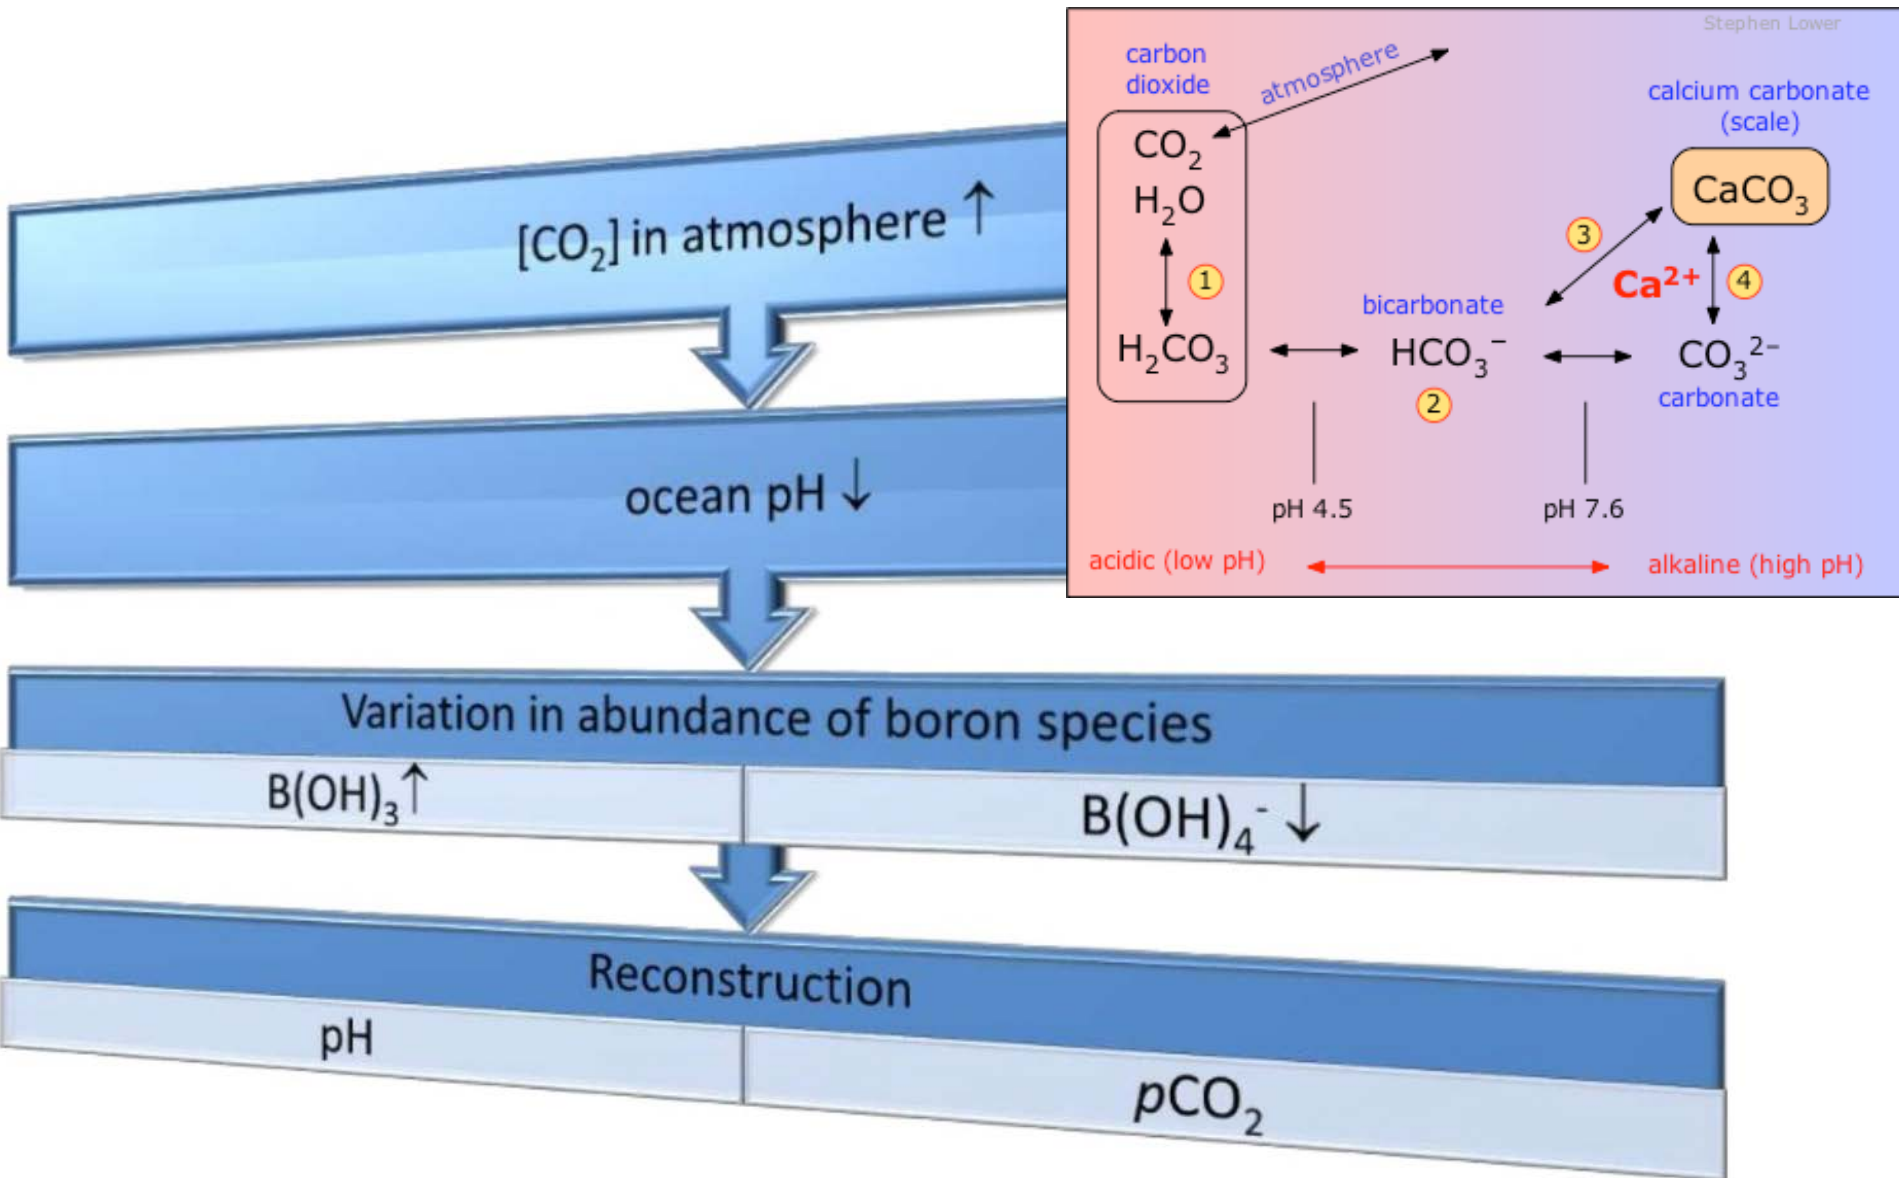 [CO₂] in atmosphere ↑
ocean pH ↓
Variation in abundance of boron species
B(OH)₃ ↑
B(OH)₄⁻ ↓
Reconstruction
pH
pCO₂
Stephen Lower
carbon
dioxide
atmosphere
calcium carbonate
(scale)
CO₂
H₂O
CaCO₃
1
3
Ca²⁺
4
bicarbonate
H₂CO₃
HCO₃⁻
CO₃²⁻
2
carbonate
pH 4.5
pH 7.6
acidic (low pH)
alkaline (high pH)